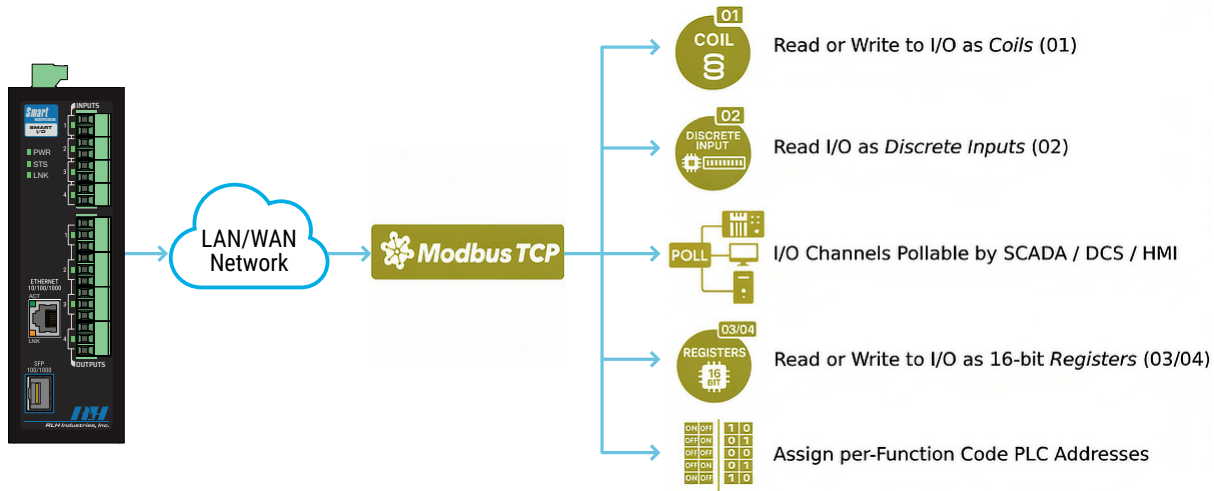 INPUTS
Smart
SMART
I/O
1
2
3
4
PWR
STS
LNK
1
2
3
4
ETHERNET
10/100/1000
ACT
LNK
OUTPUTS
SFP
100/1000
RLH
RLH Industries, Inc.
LAN/WAN
Network
Modbus TCP
01
COIL
Read or Write to I/O as Coils (01)
02
DISCRETE
INPUT
Read I/O as Discrete Inputs (02)
POLL
I/O Channels Pollable by SCADA / DCS / HMI
03/04
REGISTERS
16
BIT
Read or Write to I/O as 16-bit Registers (03/04)
ON OFF 1 0
OFF ON 0 1
OFF OFF 0 0
OFF ON 0 1
ON OFF 1 0
Assign per-Function Code PLC Addresses